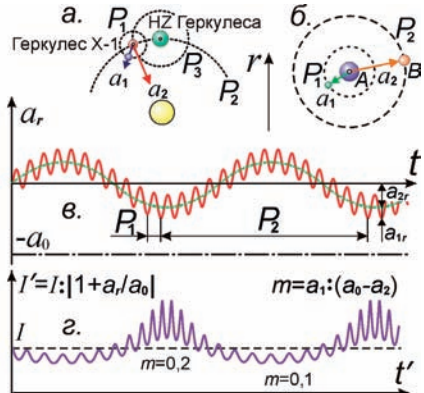 а.
P₁
HZ Геркулеса
Геркулес X-1
a₁
a₂
P₃
P₂
r
б.
P₂
P₁
A
B
a₁
a₂
aᵣ
t
a₂ᵣ
в.
P₁
P₂
a₁ᵣ
-a₀
I′=I:|1+aᵣ/a₀|
m=a₁:(a₀-a₂)
I
г.
m=0,2
m=0,1
t′